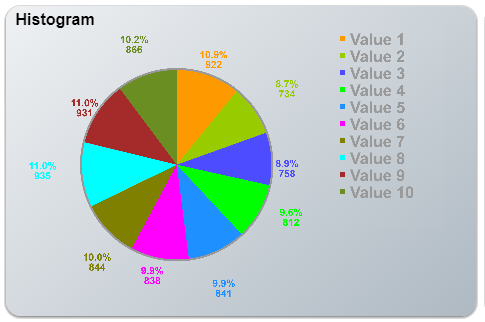 Histogram
10.9%
922
8.7%
734
8.9%
758
9.6%
812
9.9%
841
9.9%
838
10.0%
844
11.0%
935
11.0%
931
10.2%
866
Value 1
Value 2
Value 3
Value 4
Value 5
Value 6
Value 7
Value 8
Value 9
Value 10